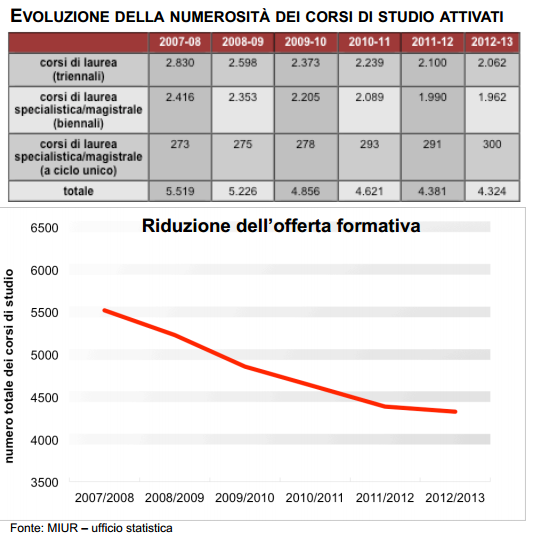 EVOLUZIONE DELLA NUMEROSITÀ DEI CORSI DI STUDIO ATTIVATI
2007-08 2008-09 2009-10 2010-11 2011-12 2012-13
corsi di laurea
(triennali) 2.830 2.598 2.373 2.239 2.100 2.062
corsi di laurea
specialistica/magistrale
(biennali) 2.416 2.353 2.205 2.089 1.990 1.962
corsi di laurea
specialistica/magistrale
(a ciclo unico) 273 275 278 293 291 300
totale 5.519 5.226 4.856 4.621 4.381 4.324
Riduzione dell'offerta formativa
numero totale dei corsi di studio
6500
6000
5500
5000
4500
4000
3500
2007/2008 2008/2009 2009/2010 2010/2011 2011/2012 2012/2013
Fonte: MIUR – ufficio statistica